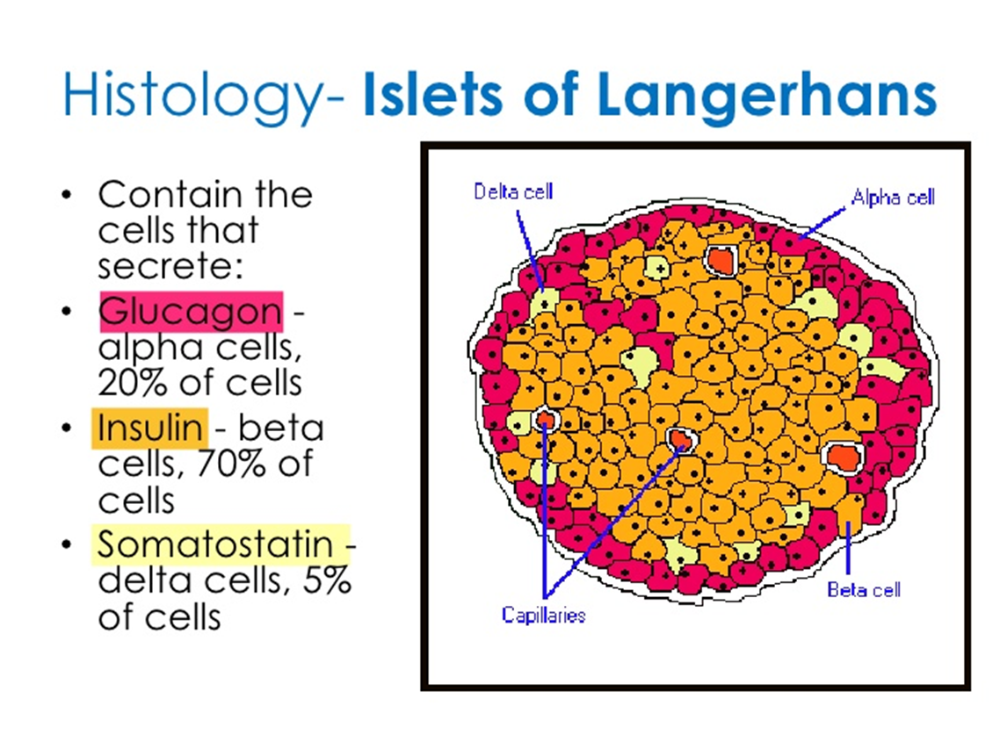 Histology- Islets of Langerhans
• Contain the
cells that
secrete:
• Glucagon -
alpha cells,
20% of cells
• Insulin - beta
cells, 70% of
cells
• Somatostatin -
delta cells, 5%
of cells
Delta cell
Alpha cell
Capillaries
Beta cell